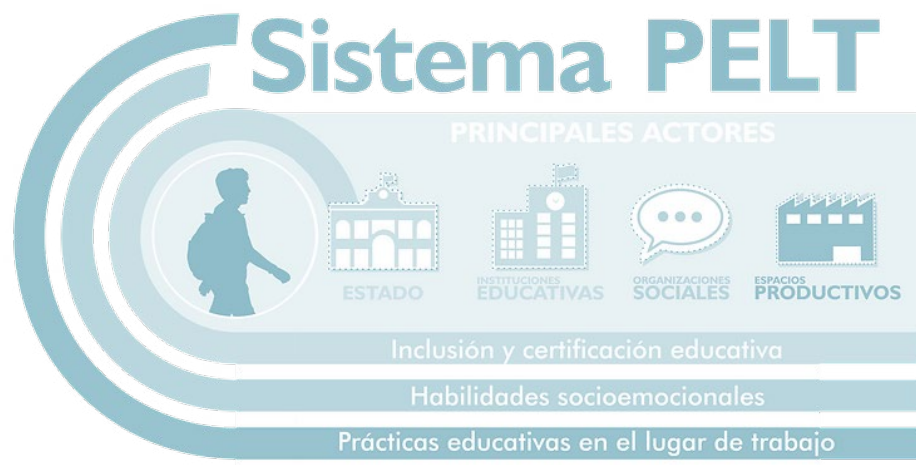 Sistema PELT
PRINCIPALES ACTORES
ESTADO
INSTITUCIONES
EDUCATIVAS
ORGANIZACIONES
SOCIALES
ESPACIOS
PRODUCTIVOS
Inclusión y certificación educativa
Habilidades socioemocionales
Prácticas educativas en el lugar de trabajo